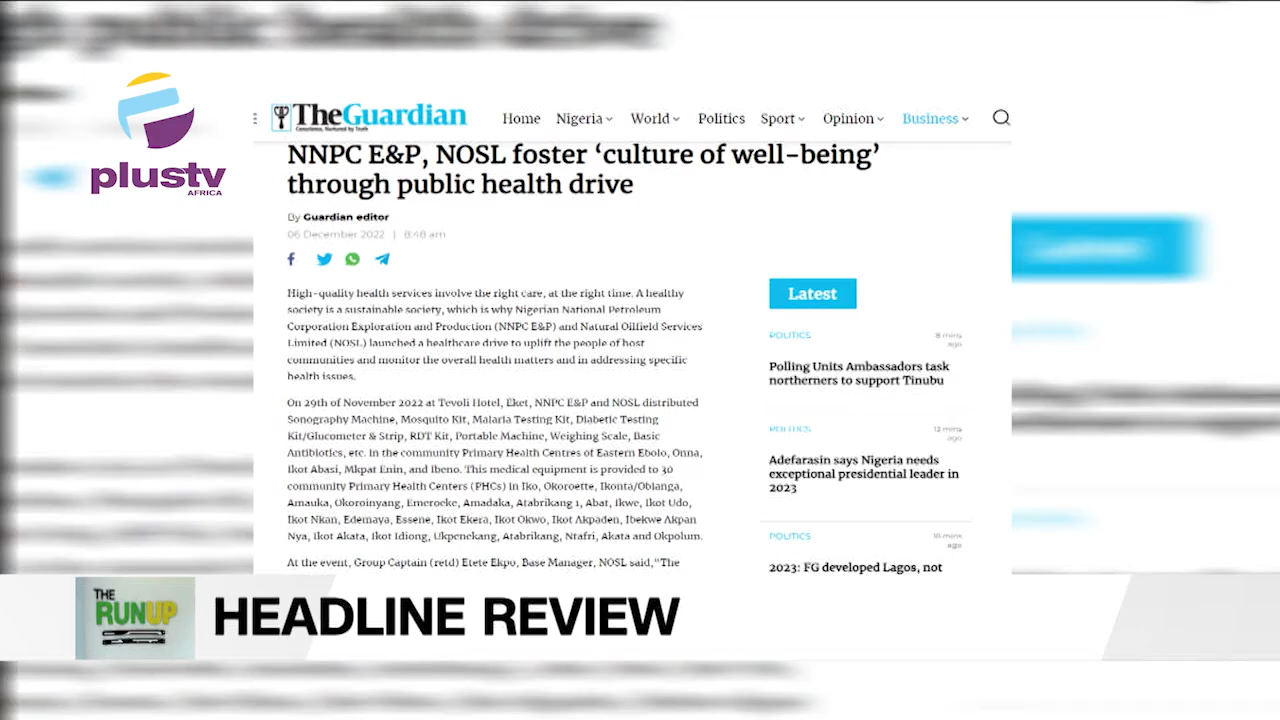 plustv
AFRICA
TheGuardian
Conscience, Nurtured by Truth
Home Nigeria World Politics Sport Opinion Business
NNPC E&P, NOSL foster ‘culture of well-being’
through public health drive
By Guardian editor
06 December 2022 | 8:48 am
High-quality health services involve the right care, at the right time. A healthy
society is a sustainable society, which is why Nigerian National Petroleum
Corporation Exploration and Production (NNPC E&P) and Natural Oilfield Services
Limited (NOSL) launched a healthcare drive to uplift the people of host
communities and monitor the overall health matters and in addressing specific
health issues.
On 29th of November 2022 at Tevoli Hotel, Eket, NNPC E&P and NOSL distributed
Sonography Machine, Mosquito Kit, Malaria Testing Kit, Diabetic Testing
Kit/Glucometer & Strip, RDT Kit, Portable Machine, Weighing Scale, Basic
Antibiotics, etc. in the community Primary Health Centres of Eastern Ebolo, Onna,
Ikot Abasi, Mkpat Enin, and Ibeno. This medical equipment is provided to 30
community Primary Health Centers (PHCs) in Iko, Okoroette, Ikonta/Obianga,
Amauka, Okoroinyang, Emeroeke, Amadaka, Atabrikang 1, Abat, Ikwe, Ikot Udo,
Ikot Nkan, Edemaya, Essene, Ikot Ekera, Ikot Okwo, Ikot Akpaden, Ibekwe Akpan
Nya, Ikot Akata, Ikot Idiong, Ukpenekang, Atabrikang, Ntafri, Akata and Okpolum.
At the event, Group Captain (retd) Etete Ekpo, Base Manager, NOSL said,“The
Latest
POLITICS 8 mins
ago
Polling Units Ambassadors task
northerners to support Tinubu
POLITICS 12 mins
ago
Adefarasin says Nigeria needs
exceptional presidential leader in
2023
POLITICS mins
ago
2023: FG developed Lagos, not
THE
RUNUP
HEADLINE REVIEW